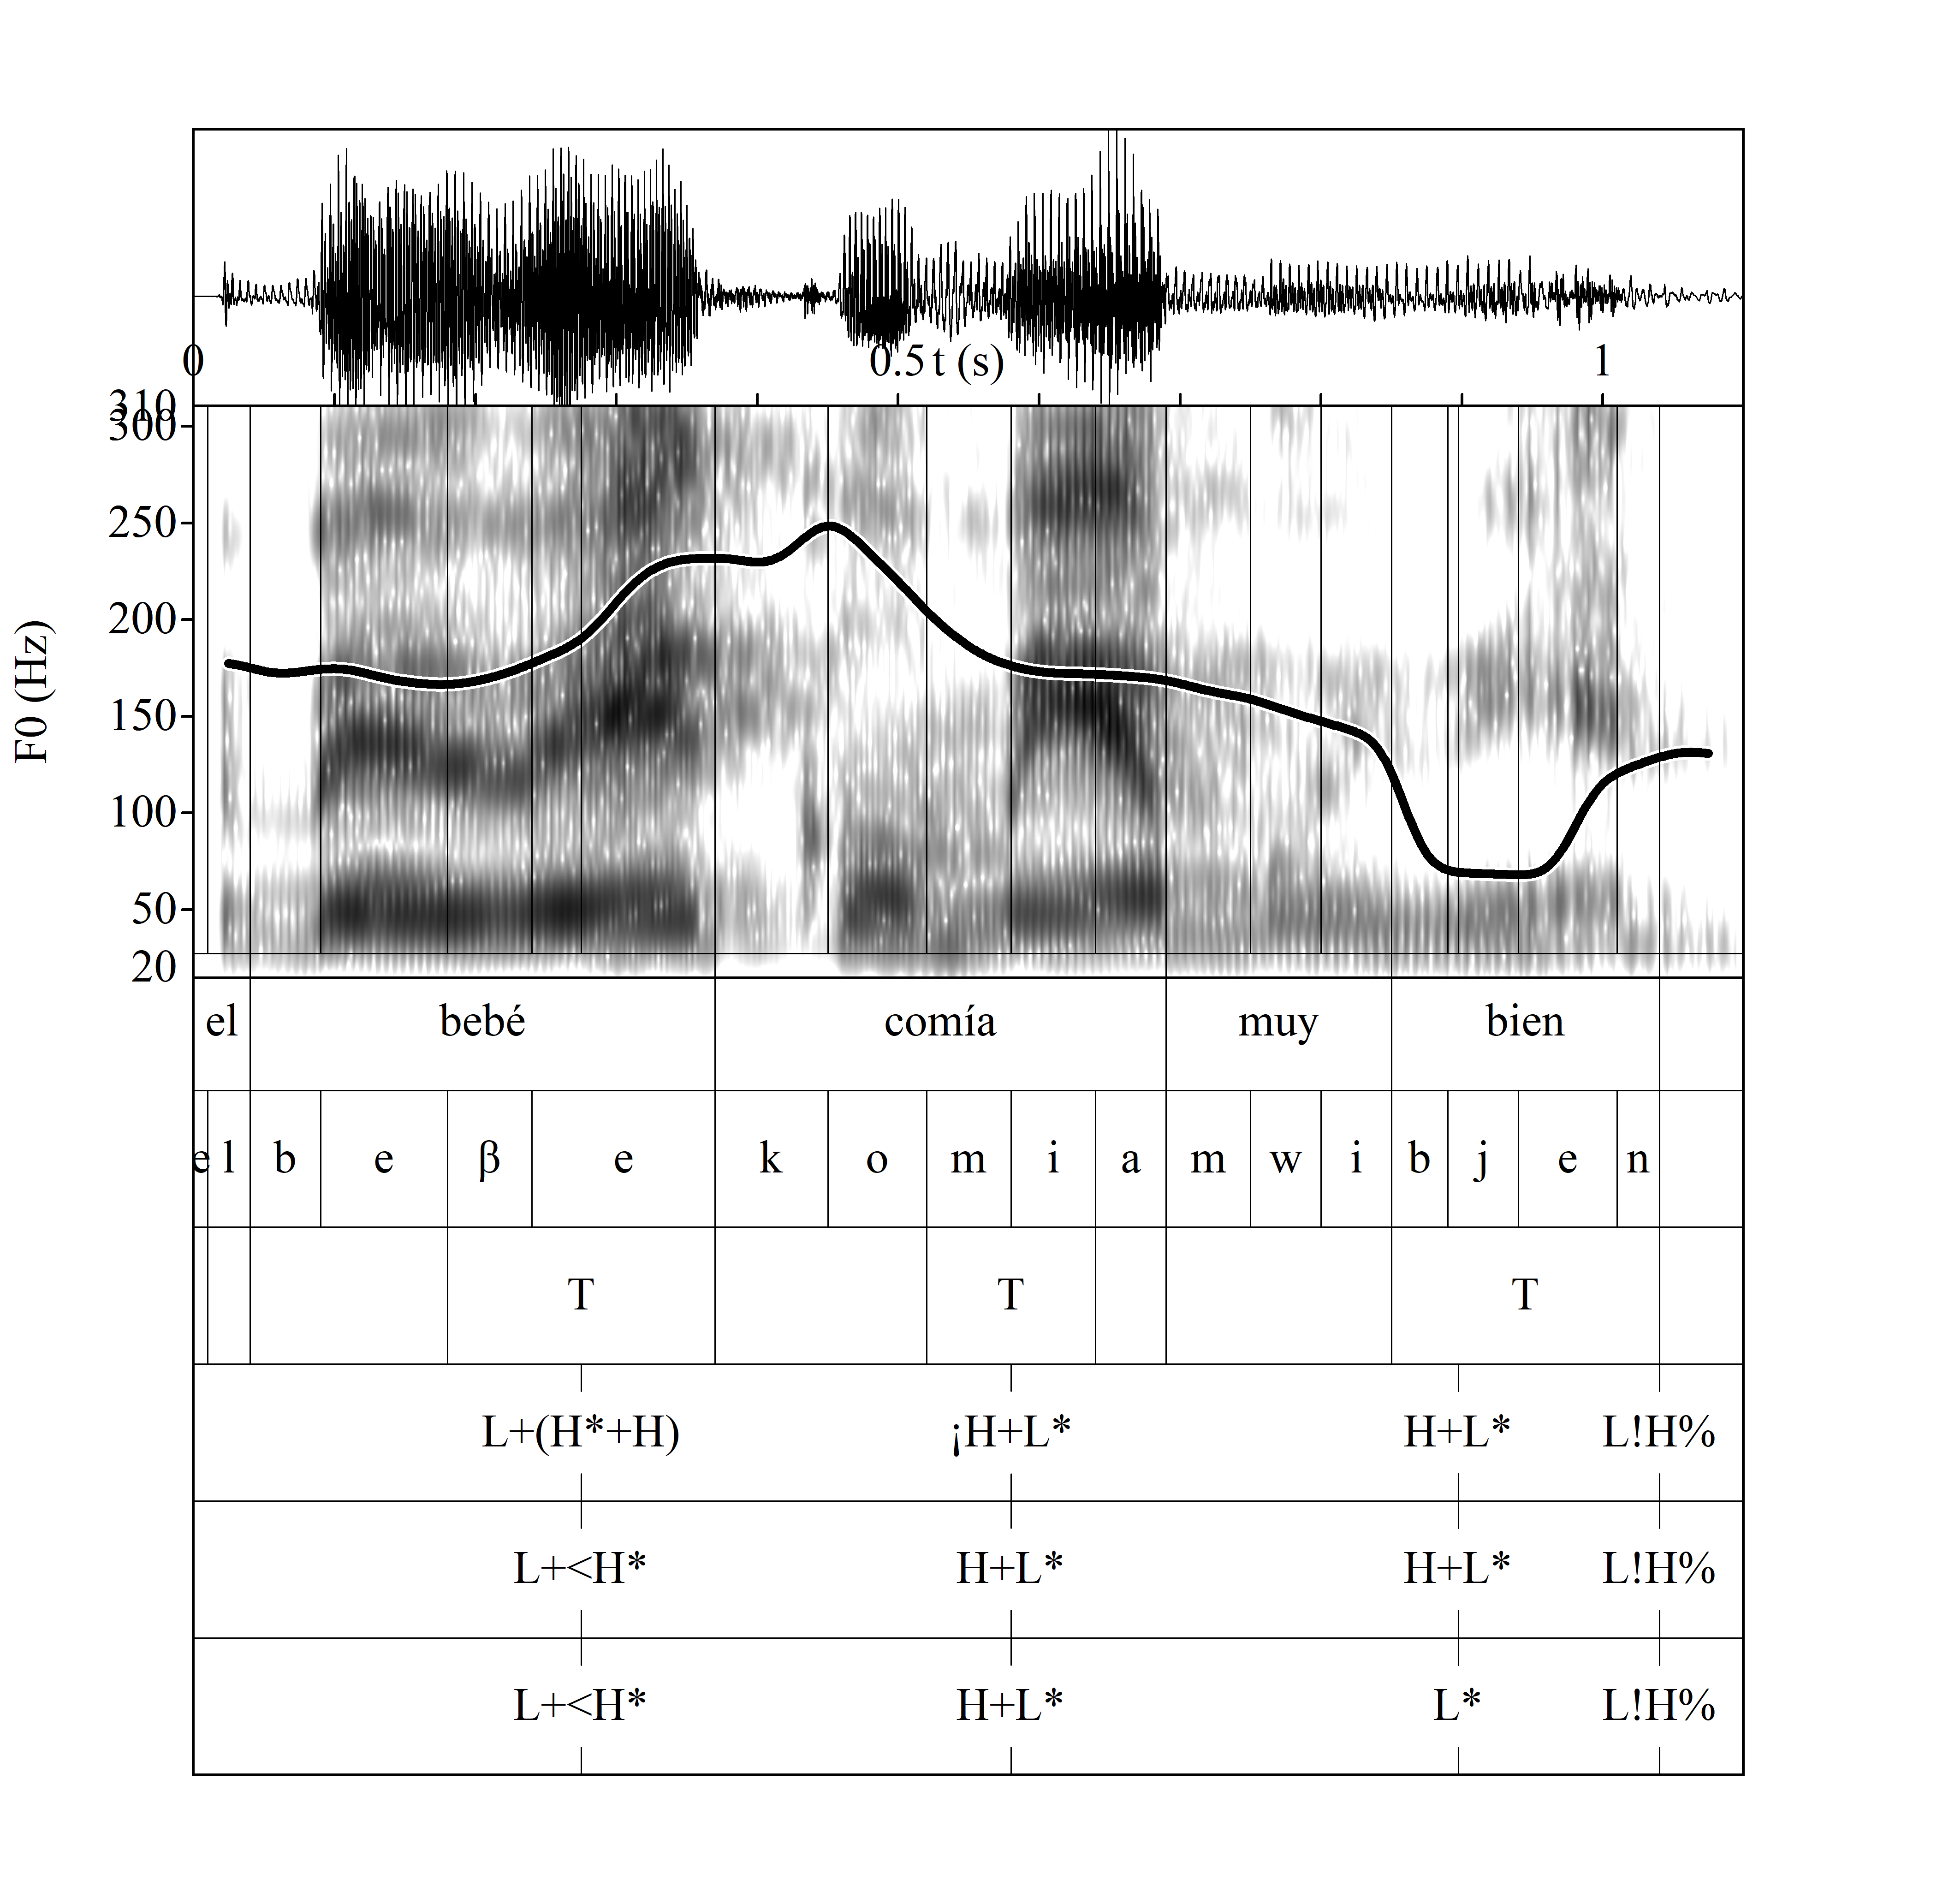 0 0.5 t (s) 1
310
300
250
200
150
100
50
20
F0 (Hz)
el bebé comía muy bien
e l b e β e k o m i a m w i b j e n
T T T
L+(H*+H) ¡H+L* H+L* L!H%
L+<H* H+L* H+L* L!H%
L+<H* H+L* L* L!H%